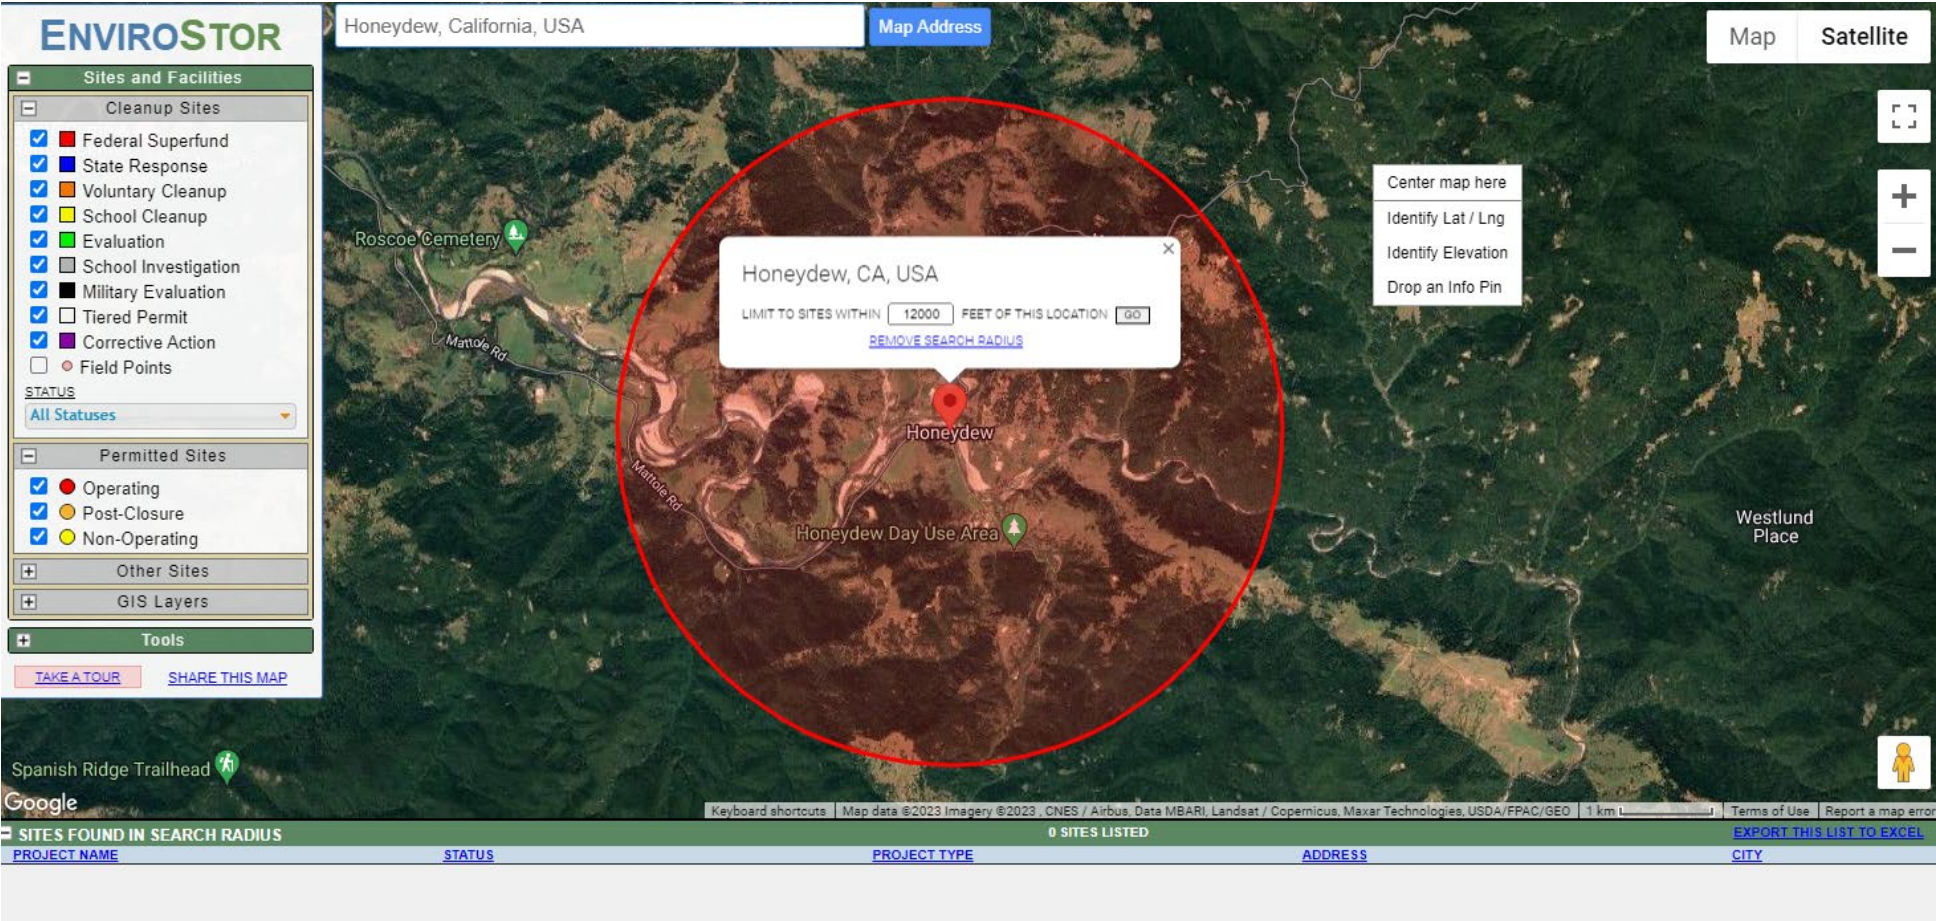 ENVIROSTOR
Sites and Facilities
Cleanup Sites
Federal Superfund
State Response
Voluntary Cleanup
School Cleanup
Evaluation
School Investigation
Military Evaluation
Tiered Permit
Corrective Action
Field Points
STATUS
All Statuses
Permitted Sites
Operating
Post-Closure
Non-Operating
Other Sites
GIS Layers
Tools
TAKE A TOUR SHARE THIS MAP
Honeydew, California, USA Map Address
Map Satellite
Center map here
Identify Lat / Lng
Identify Elevation
Drop an Info Pin
Roscoe Cemetery
Honeydew, CA, USA
LIMIT TO SITES WITHIN 12000 FEET OF THIS LOCATION GO
REMOVE SEARCH RADIUS
Mattole Rd
Honeydew
Mattole Rd
Honeydew Day Use Area
Westlund
Place
Spanish Ridge Trailhead
Google
Keyboard shortcuts Map data ©2023 Imagery ©2023 , CNES / Airbus, Data MBARI, Landsat / Copernicus, Maxar Technologies, USDA/FPAC/GEO 1 km Terms of Use Report a map error
SITES FOUND IN SEARCH RADIUS 0 SITES LISTED EXPORT THIS LIST TO EXCEL
PROJECT NAME STATUS PROJECT TYPE ADDRESS CITY